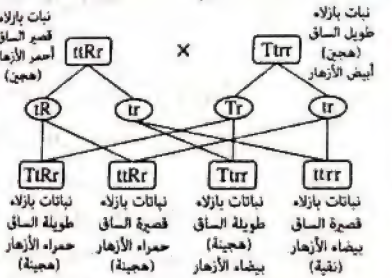 نبات بازلاء
طويل الساق
(هجين)
أبيض الأزهار
Ttrr
×
نبات بازلاء
قصير الساق
أحمر الأزهار
(هجين)
ttRr
tR tr Tr tr
TtRr ttRr Ttrr ttrr
نباتات بازلاء
طويلة الساق
حمراء الأزهار
(هجينة)
نباتات بازلاء
قصيرة الساق
حمراء الأزهار
(هجينة)
نباتات بازلاء
طويلة الساق
(هجينة)
بيضاء الأزهار
نباتات بازلاء
قصيرة الساق
بيضاء الأزهار
(نقية)